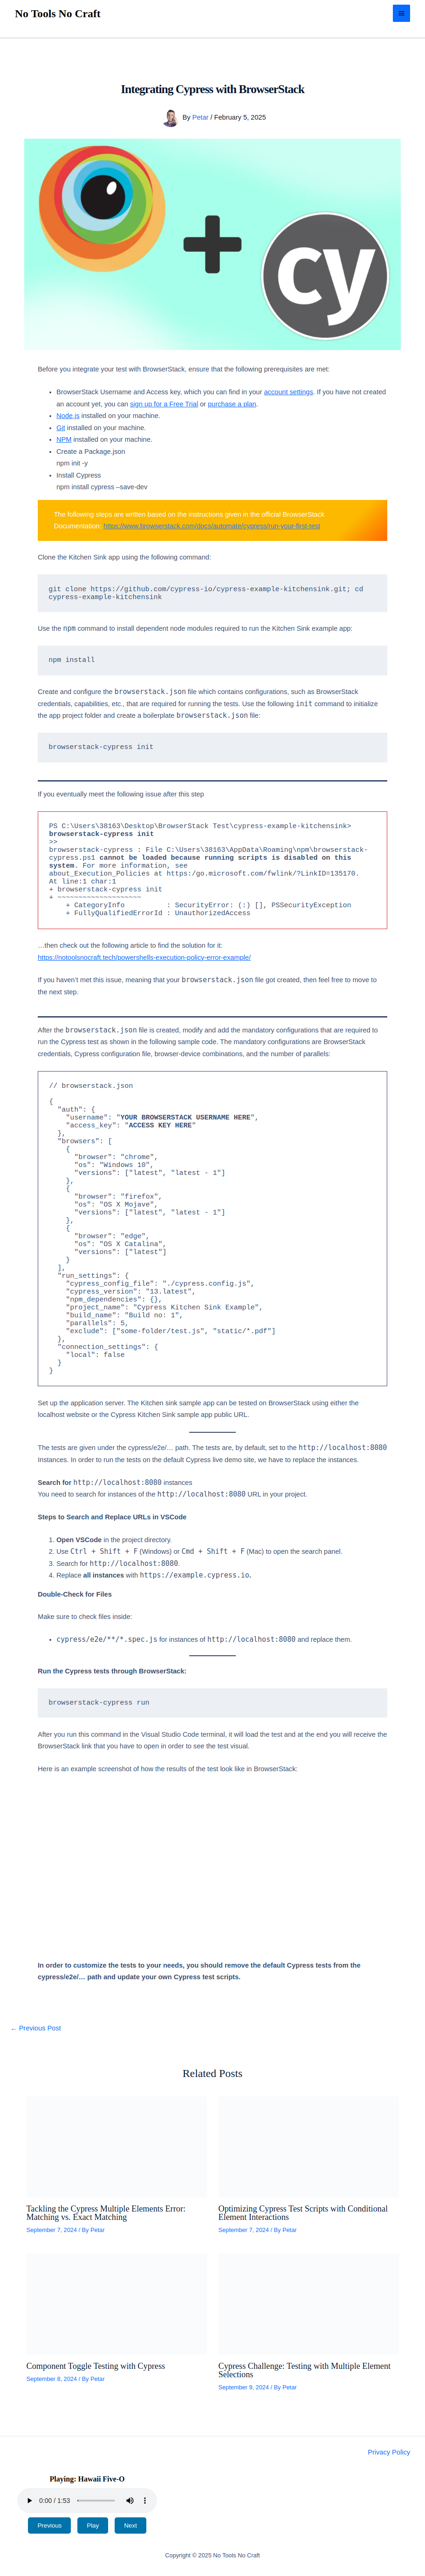 No Tools No Craft
Integrating Cypress with BrowserStack
By Petar / February 5, 2025
cy
Before you integrate your test with BrowserStack, ensure that the following prerequisites are met:
BrowserStack Username and Access key, which you can find in your account settings. If you have not created
an account yet, you can sign up for a Free Trial or purchase a plan.
Node.js installed on your machine.
Git installed on your machine.
NPM installed on your machine.
Create a Package.json
npm init -y
Install Cypress
npm install cypress –save-dev
The following steps are written based on the instructions given in the official BrowserStack
Documentation: https://www.browserstack.com/docs/automate/cypress/run-your-first-test
Clone the Kitchen Sink app using the following command:
git clone https://github.com/cypress-io/cypress-example-kitchensink.git; cd
cypress-example-kitchensink
Use the npm command to install dependent node modules required to run the Kitchen Sink example app:
npm install
Create and configure the browserstack.json file which contains configurations, such as BrowserStack
credentials, capabilities, etc., that are required for running the tests. Use the following init command to initialize
the app project folder and create a boilerplate browserstack.json file:
browserstack-cypress init
If you eventually meet the following issue after this step
PS C:\Users\38163\Desktop\BrowserStack Test\cypress-example-kitchensink>
browserstack-cypress init
>>
browserstack-cypress : File C:\Users\38163\AppData\Roaming\npm\browserstack-
cypress.ps1 cannot be loaded because running scripts is disabled on this
system. For more information, see
about_Execution_Policies at https:/go.microsoft.com/fwlink/?LinkID=135170.
At line:1 char:1
+ browserstack-cypress init
+ ~~~~~~~~~~~~~~~~~~~~
+ CategoryInfo : SecurityError: (:) [], PSSecurityException
+ FullyQualifiedErrorId : UnauthorizedAccess
…then check out the following article to find the solution for it:
https://notoolsnocraft.tech/powershells-execution-policy-error-example/
If you haven't met this issue, meaning that your browserstack.json file got created, then feel free to move to
the next step.
After the browserstack.json file is created, modify and add the mandatory configurations that are required to
run the Cypress test as shown in the following sample code. The mandatory configurations are BrowserStack
credentials, Cypress configuration file, browser-device combinations, and the number of parallels:
// browserstack.json
{
"auth": {
"username": "YOUR BROWSERSTACK USERNAME HERE",
"access_key": "ACCESS KEY HERE"
},
"browsers": [
{
"browser": "chrome",
"os": "Windows 10",
"versions": ["latest", "latest - 1"]
},
{
"browser": "firefox",
"os": "OS X Mojave",
"versions": ["latest", "latest - 1"]
},
{
"browser": "edge",
"os": "OS X Catalina",
"versions": ["latest"]
}
],
"run_settings": {
"cypress_config_file": "./cypress.config.js",
"cypress_version": "13.latest",
"npm_dependencies": {},
"project_name": "Cypress Kitchen Sink Example",
"build_name": "Build no: 1",
"parallels": 5,
"exclude": ["some-folder/test.js", "static/*.pdf"]
},
"connection_settings": {
"local": false
}
}
Set up the application server. The Kitchen sink sample app can be tested on BrowserStack using either the
localhost website or the Cypress Kitchen Sink sample app public URL.
The tests are given under the cypress/e2e/… path. The tests are, by default, set to the http://localhost:8080
Instances. In order to run the tests on the default Cypress live demo site, we have to replace the instances.
Search for http://localhost:8080 instances
You need to search for instances of the http://localhost:8080 URL in your project.
Steps to Search and Replace URLs in VSCode
1. Open VSCode in the project directory.
2. Use Ctrl + Shift + F (Windows) or Cmd + Shift + F (Mac) to open the search panel.
3. Search for http://localhost:8080.
4. Replace all instances with https://example.cypress.io.
Double-Check for Files
Make sure to check files inside:
cypress/e2e/**/*.spec.js for instances of http://localhost:8080 and replace them.
Run the Cypress tests through BrowserStack:
browserstack-cypress run
After you run this command in the Visual Studio Code terminal, it will load the test and at the end you will receive the
BrowserStack link that you have to open in order to see the test visual.
Here is an example screenshot of how the results of the test look like in BrowserStack:
In order to customize the tests to your needs, you should remove the default Cypress tests from the
cypress/e2e/… path and update your own Cypress test scripts.
← Previous Post
Related Posts
Tackling the Cypress Multiple Elements Error:
Matching vs. Exact Matching
September 7, 2024 / By Petar
Optimizing Cypress Test Scripts with Conditional
Element Interactions
September 7, 2024 / By Petar
Component Toggle Testing with Cypress
September 8, 2024 / By Petar
Cypress Challenge: Testing with Multiple Element
Selections
September 9, 2024 / By Petar
Privacy Policy
Playing: Hawaii Five-O
0:00 / 1:53
Previous Play Next
Copyright © 2025 No Tools No Craft